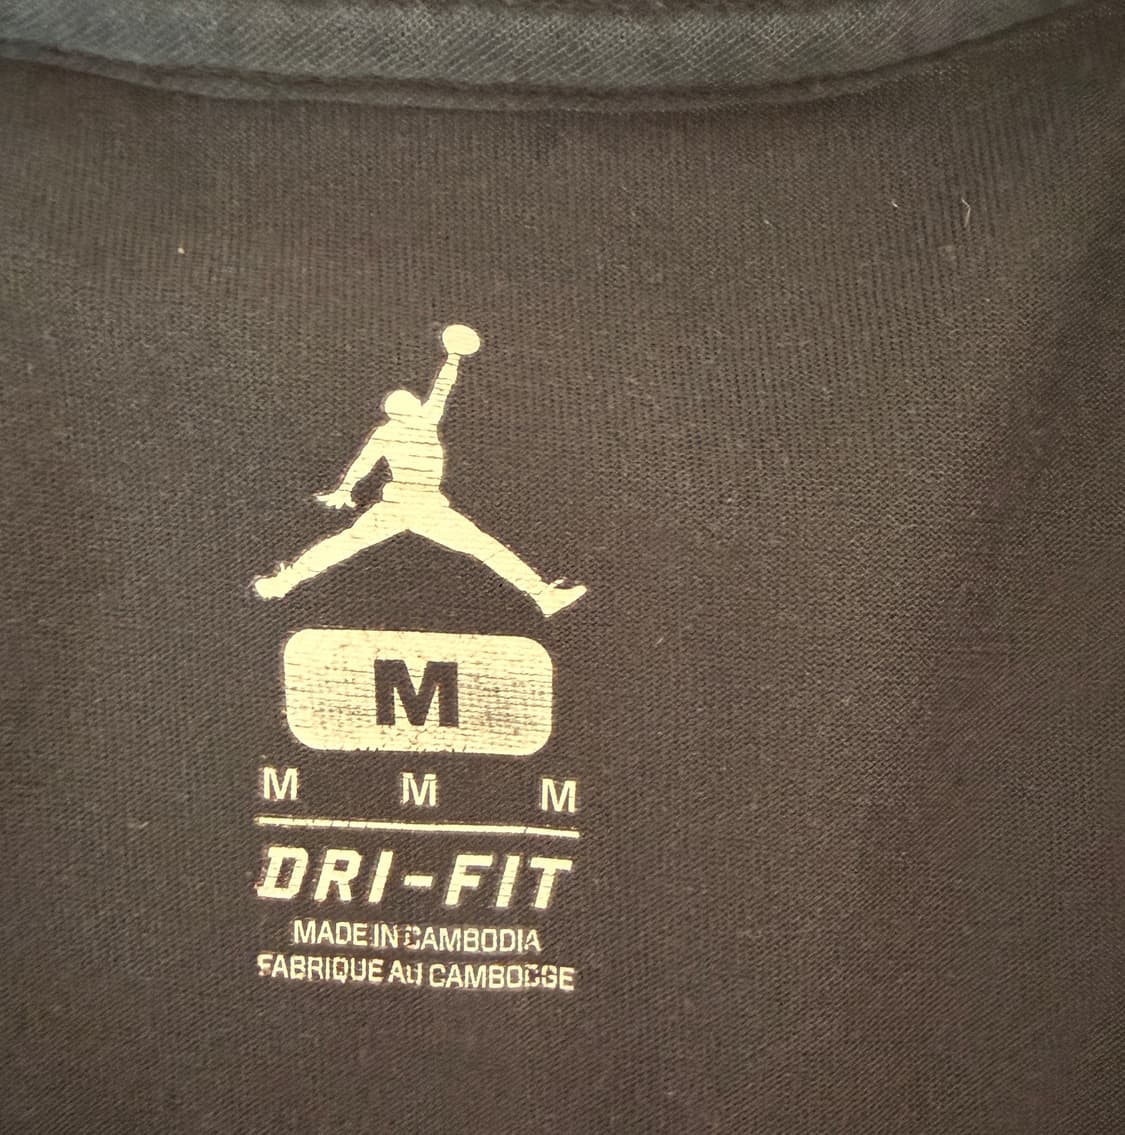 M
M M M
DRI-FIT
MADE IN CAMBODIA
FABRIQUE AU CAMBODGE